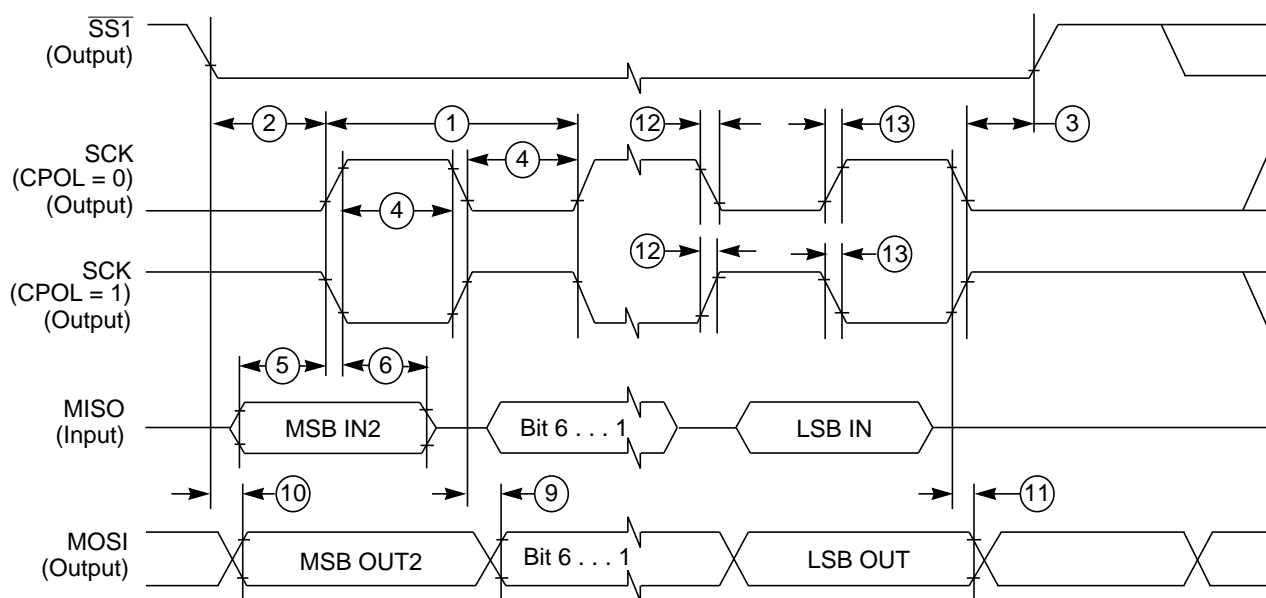 SS1
(Output)
2
1
12
13
3
SCK
(CPOL = 0)
(Output)
4
4
SCK
(CPOL = 1)
(Output)
12
13
5
6
MISO
(Input)
MSB IN2
Bit 6 . . . 1
LSB IN
10
9
11
MOSI
(Output)
MSB OUT2
Bit 6 . . . 1
LSB OUT